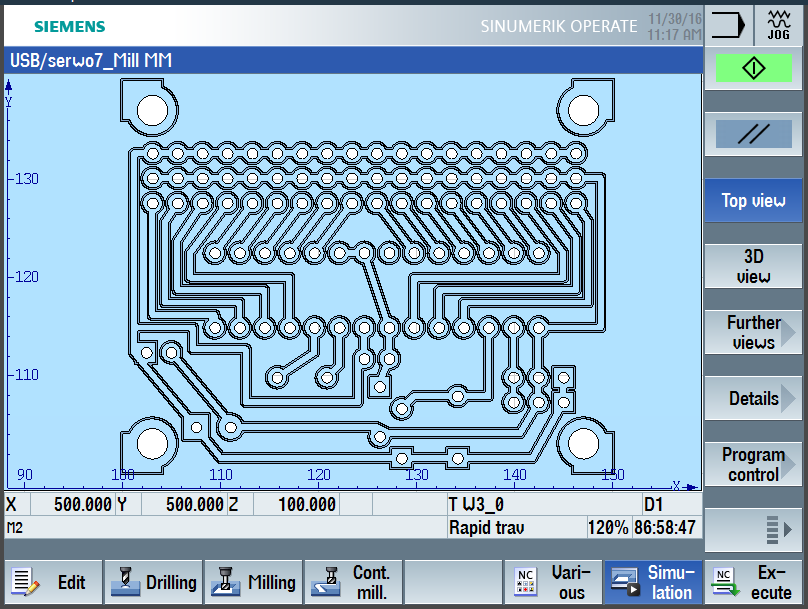 SIEMENS
SINUMERIK OPERATE
11/30/16
11:17 AM
JOG
USB/serwo7_Mill MM
Y
130
120
110
90
100
110
120
130
140
150
X
Top view
3D
view
Further
views
Details
Program
control
X 500.000 Y 500.000 Z 100.000 T W3_0 D1
M2 Rapid trav 120% 86:58:47
Edit
Drilling
Milling
Cont.
mill.
NC
Vari-
ous
Simu-
lation
NC
Ex-
ecute